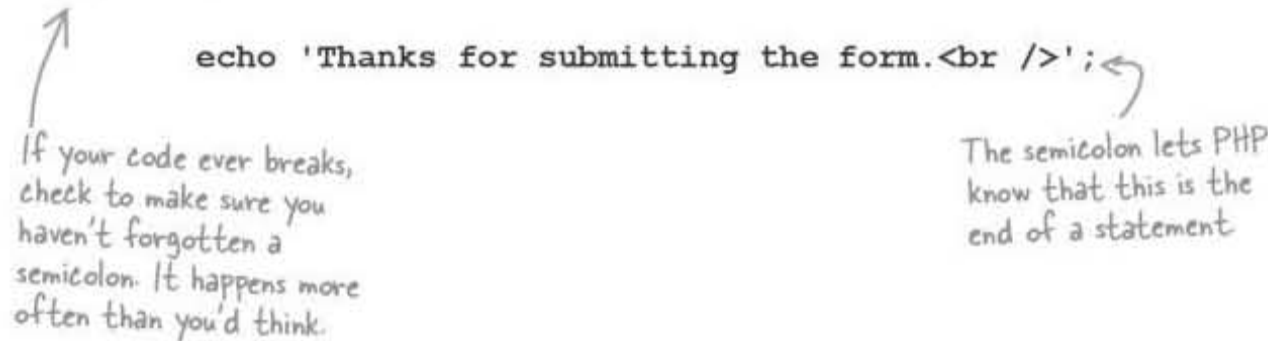 echo 'Thanks for submitting the form.<br />';
If your code ever breaks,
check to make sure you
haven't forgotten a
semicolon. It happens more
often than you'd think.
The semicolon lets PHP
know that this is the
end of a statement